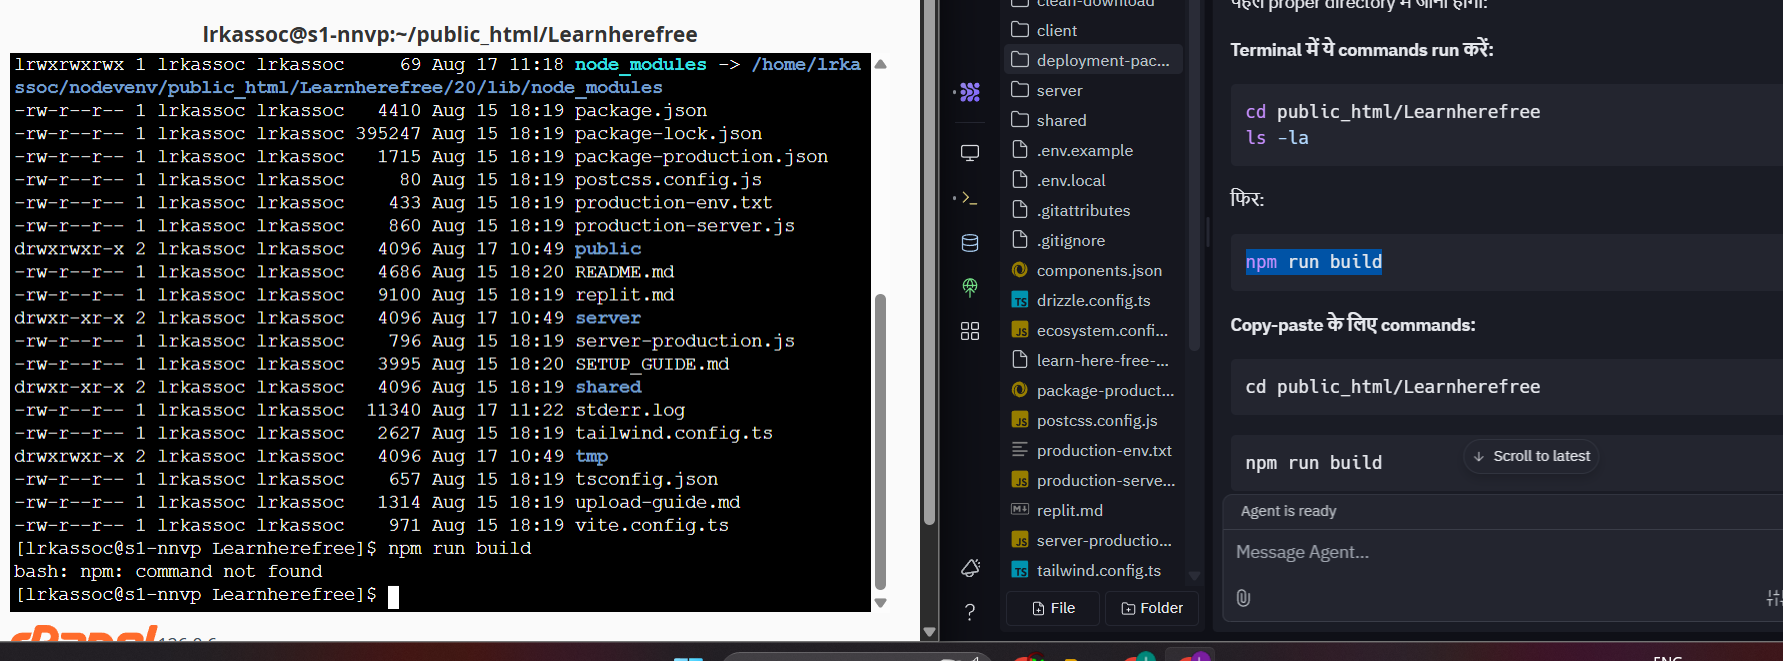 lrkassoc@s1-nnvp:~/public_html/Learnherefree
lrwxrwxrwx 1 lrkassoc lrkassoc 69 Aug 17 11:18 node_modules -> /home/lrka
ssoc/nodevenv/public_html/Learnherefree/20/lib/node_modules
-rw-r--r-- 1 lrkassoc lrkassoc 4410 Aug 15 18:19 package.json
-rw-r--r-- 1 lrkassoc lrkassoc 395247 Aug 15 18:19 package-lock.json
-rw-r--r-- 1 lrkassoc lrkassoc 1715 Aug 15 18:19 package-production.json
-rw-r--r-- 1 lrkassoc lrkassoc 80 Aug 15 18:19 postcss.config.js
-rw-r--r-- 1 lrkassoc lrkassoc 433 Aug 15 18:19 production-env.txt
-rw-r--r-- 1 lrkassoc lrkassoc 860 Aug 15 18:19 production-server.js
drwxrwxr-x 2 lrkassoc lrkassoc 4096 Aug 17 10:49 public
-rw-r--r-- 1 lrkassoc lrkassoc 4686 Aug 15 18:20 README.md
-rw-r--r-- 1 lrkassoc lrkassoc 9100 Aug 15 18:19 replit.md
drwxr-xr-x 2 lrkassoc lrkassoc 4096 Aug 17 10:49 server
-rw-r--r-- 1 lrkassoc lrkassoc 796 Aug 15 18:19 server-production.js
-rw-r--r-- 1 lrkassoc lrkassoc 3995 Aug 15 18:20 SETUP_GUIDE.md
drwxr-xr-x 2 lrkassoc lrkassoc 4096 Aug 15 18:19 shared
-rw-r--r-- 1 lrkassoc lrkassoc 11340 Aug 17 11:22 stderr.log
-rw-r--r-- 1 lrkassoc lrkassoc 2627 Aug 15 18:19 tailwind.config.ts
drwxrwxr-x 2 lrkassoc lrkassoc 4096 Aug 17 10:49 tmp
-rw-r--r-- 1 lrkassoc lrkassoc 657 Aug 15 18:19 tsconfig.json
-rw-r--r-- 1 lrkassoc lrkassoc 1314 Aug 15 18:19 upload-guide.md
-rw-r--r-- 1 lrkassoc lrkassoc 971 Aug 15 18:19 vite.config.ts
[lrkassoc@s1-nnvp Learnherefree]$ npm run build
bash: npm: command not found
[lrkassoc@s1-nnvp Learnherefree]$
cPanel
clean-download
client
deployment-pac...
server
shared
.env.example
.env.local
.gitattributes
.gitignore
components.json
TS drizzle.config.ts
JS ecosystem.confi...
learn-here-free-...
package-product...
JS postcss.config.js
production-env.txt
JS production-serve...
M↓ replit.md
JS server-productio...
TS tailwind.config.ts
File
Folder
पहले proper directory में जाना होगा:
Terminal में ये commands run करें:
cd public_html/Learnherefree
ls -la
फिर:
npm run build
Copy-paste के लिए commands:
cd public_html/Learnherefree
npm run build
↓ Scroll to latest
Agent is ready
Message Agent...
ENG